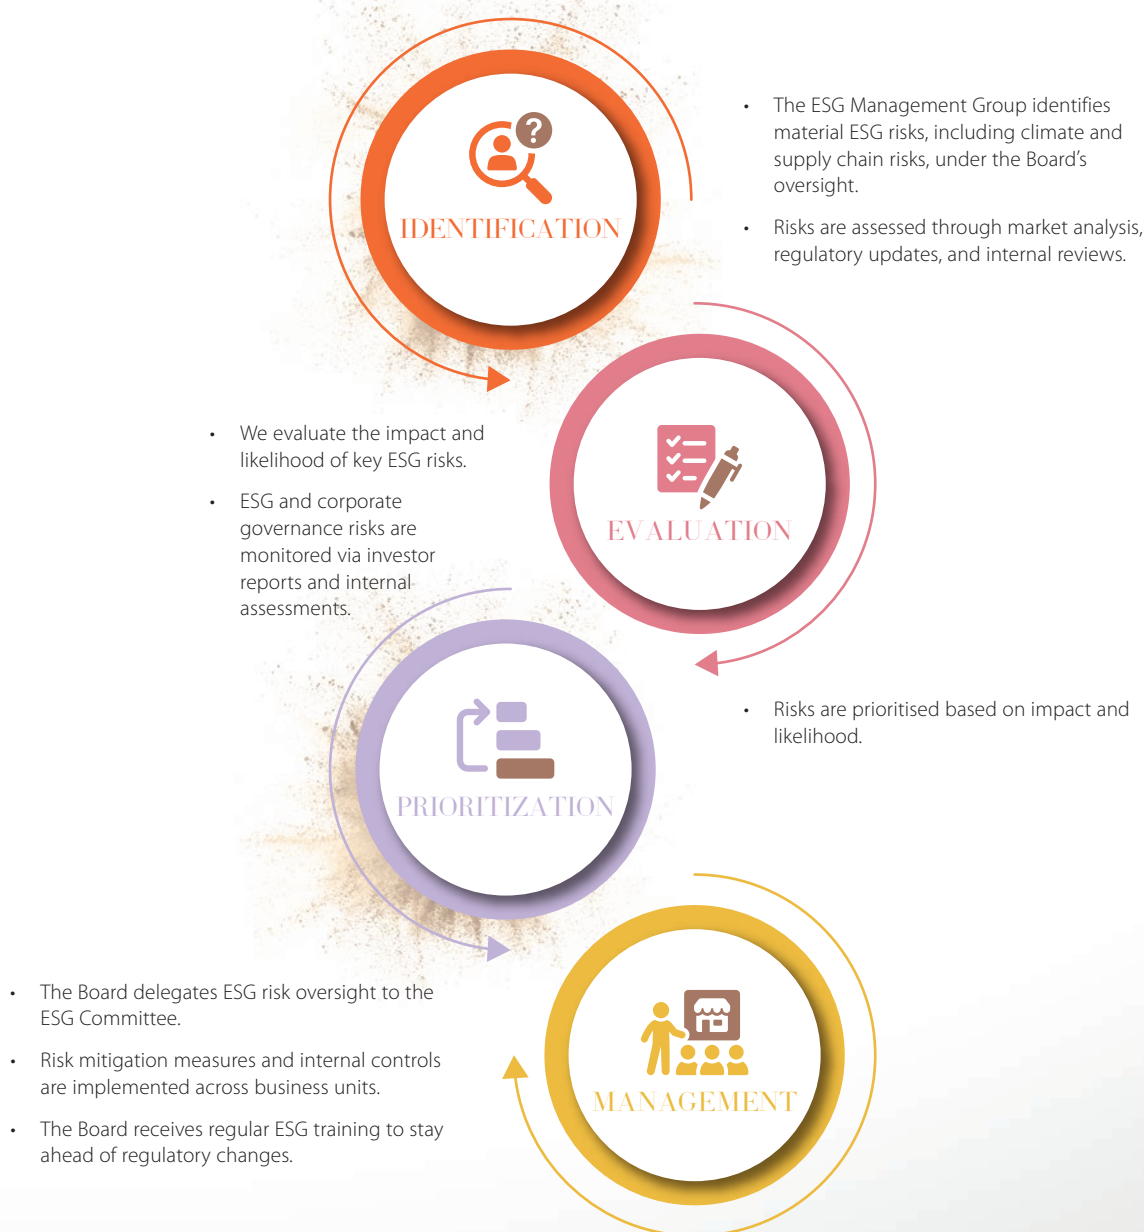 IDENTIFICATION
• The ESG Management Group identifies
material ESG risks, including climate and
supply chain risks, under the Board’s
oversight.
• Risks are assessed through market analysis,
regulatory updates, and internal reviews.
EVALUATION
• We evaluate the impact and
likelihood of key ESG risks.
• ESG and corporate
governance risks are
monitored via investor
reports and internal
assessments.
PRIORITIZATION
• Risks are prioritised based on impact and
likelihood.
MANAGEMENT
• The Board delegates ESG risk oversight to the
ESG Committee.
• Risk mitigation measures and internal controls
are implemented across business units.
• The Board receives regular ESG training to stay
ahead of regulatory changes.